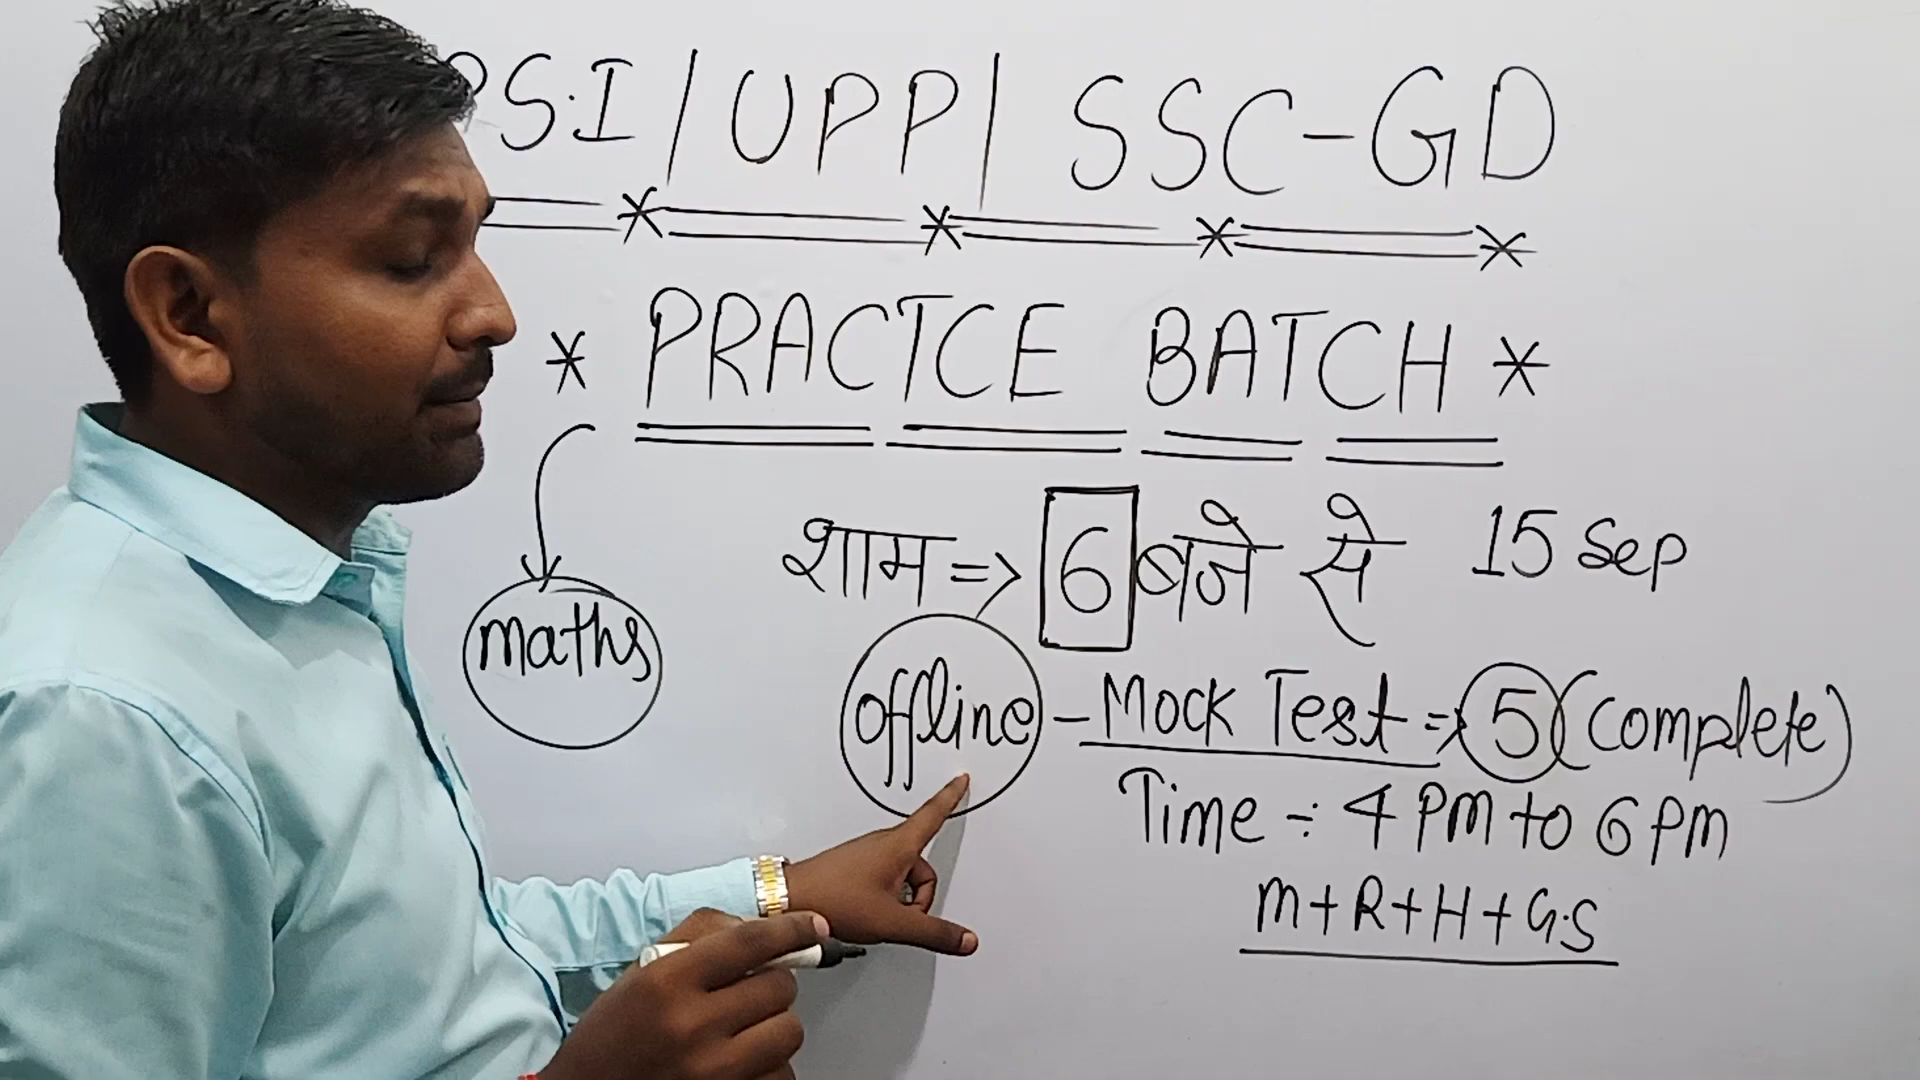 PS.I / UPP / SSC-GD
* PRACTCE BATCH *
शाम => 6 बजे से 15 Sep
maths
offline - Mock Test => 5 (Complete)
Time ÷ 4 PM to 6 PM
M+R+H+G.S